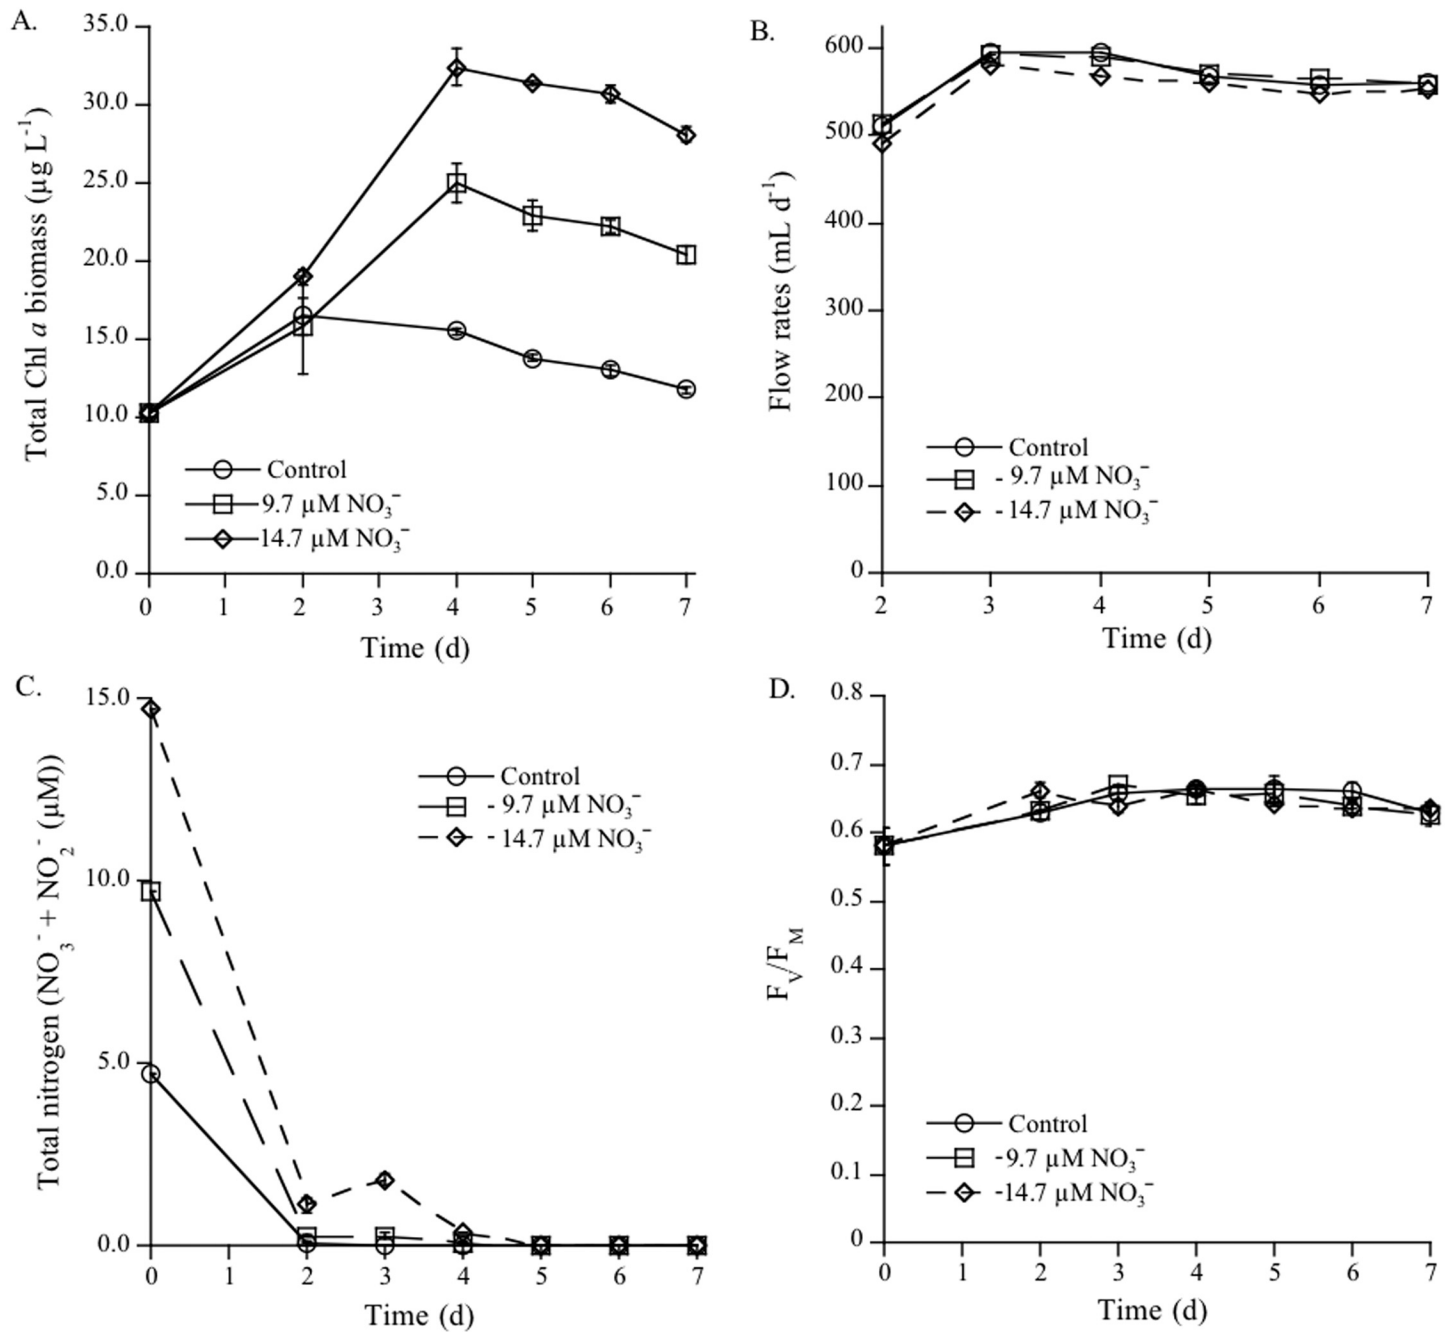 A.
Total Chl a biomass (µg L⁻¹)
35.0
30.0
25.0
20.0
15.0
10.0
5.0
0.0
Control
9.7 µM NO₃⁻
14.7 µM NO₃⁻
0 1 2 3 4 5 6 7
Time (d)
B.
Flow rates (mL d⁻¹)
600
500
400
300
200
100
0
Control
- 9.7 µM NO₃⁻
- 14.7 µM NO₃⁻
2 3 4 5 6 7
Time (d)
C.
Total nitrogen (NO₃⁻ + NO₂⁻ (µM))
15.0
10.0
5.0
0.0
Control
- 9.7 µM NO₃⁻
- 14.7 µM NO₃⁻
0 1 2 3 4 5 6 7
Time (d)
D.
F_V/F_M
0.8
0.7
0.6
0.5
0.4
0.3
0.2
0.1
0
Control
-9.7 µM NO₃⁻
-14.7 µM NO₃⁻
0 1 2 3 4 5 6 7
Time (d)